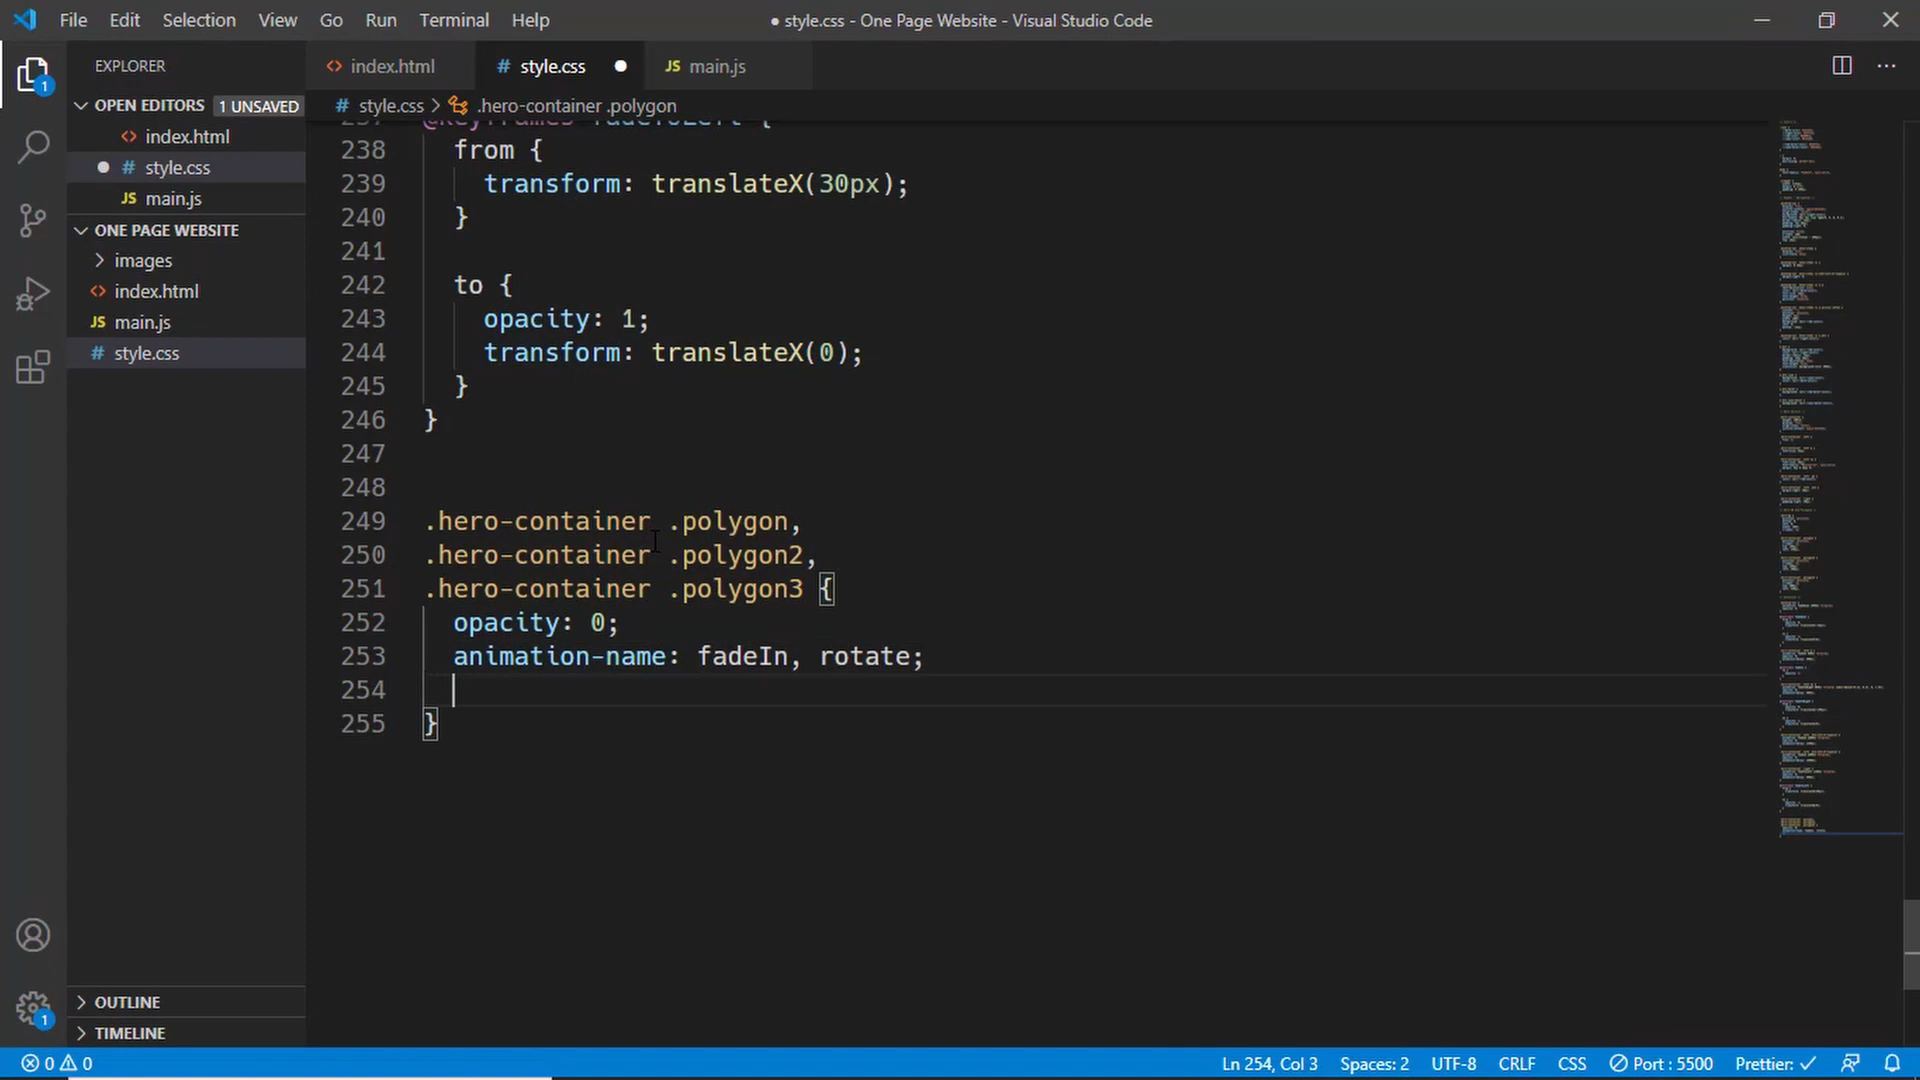 File Edit Selection View Go Run Terminal Help
● style.css - One Page Website - Visual Studio Code
EXPLORER
OPEN EDITORS 1 UNSAVED
index.html
style.css
main.js
ONE PAGE WEBSITE
images
index.html
main.js
style.css
OUTLINE
TIMELINE
index.html style.css main.js
style.css > .hero-container .polygon
238 from {
239 transform: translateX(30px);
240 }
241
242 to {
243 opacity: 1;
244 transform: translateX(0);
245 }
246 }
247
248
249 .hero-container .polygon,
250 .hero-container .polygon2,
251 .hero-container .polygon3 {
252 opacity: 0;
253 animation-name: fadeIn, rotate;
254
255 }
0 0 Ln 254, Col 3 Spaces: 2 UTF-8 CRLF CSS Port : 5500 Prettier: ✓